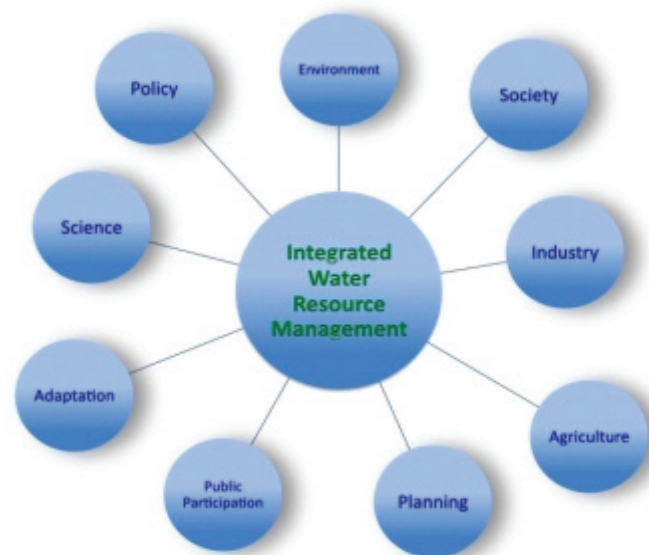 Environment
Policy
Society
Science
Integrated
Water
Resource
Management
Industry
Adaptation
Agriculture
Public
Participation
Planning